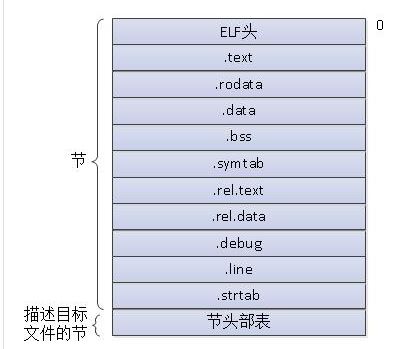 ELF头
0
.text
.rodata
.data
.bss
节
.symtab
.rel.text
.rel.data
.debug
.line
.strtab
描述目标
文件的节
节头部表